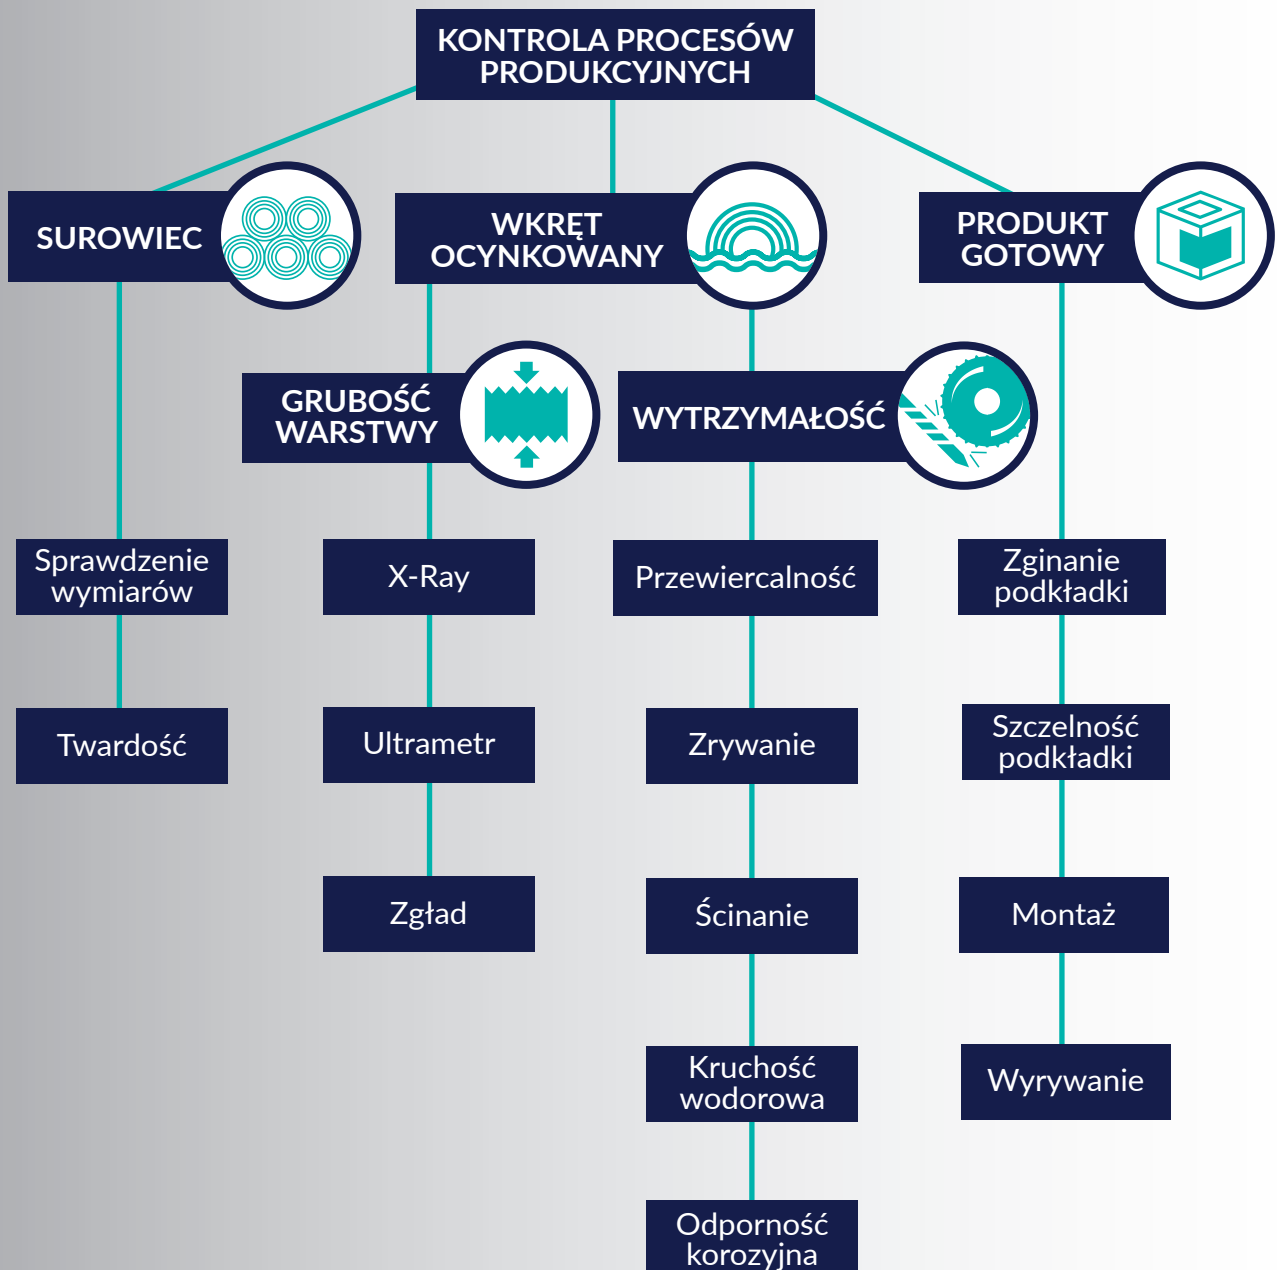 KONTROLA PROCESÓW
PRODUKCYJNYCH
SUROWIEC
WKRĘT
OCYNKOWANY
PRODUKT
GOTOWY
GRUBOŚĆ
WARSTWY
WYTRZYMAŁOŚĆ
Sprawdzenie
wymiarów
X-Ray
Przewiercalność
Zginanie
podkładki
Twardość
Ultrametr
Zrywanie
Szczelność
podkładki
Zgład
Ścinanie
Montaż
Kruchość
wodorowa
Wyrywanie
Odporność
korozyjna